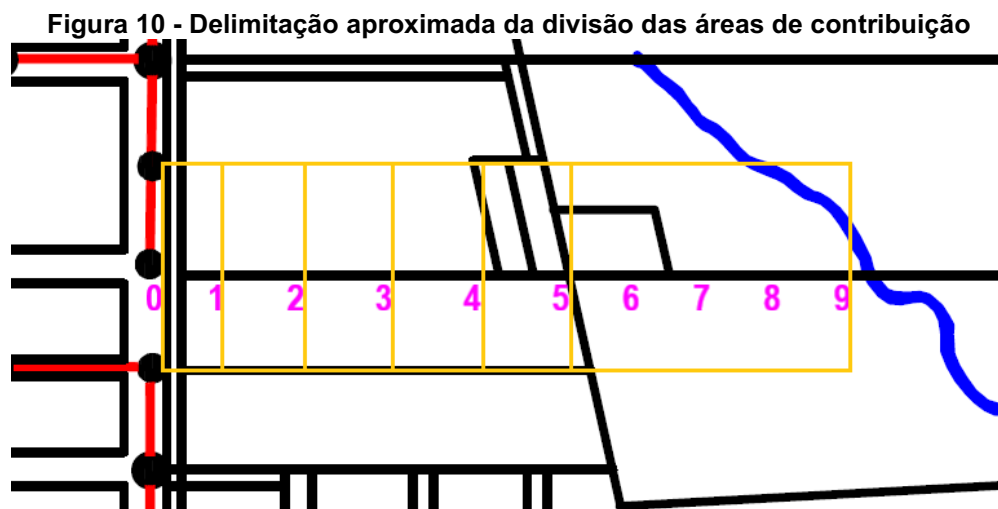 Figura 10 - Delimitação aproximada da divisão das áreas de contribuição
0 1 2 3 4 5 6 7 8 9